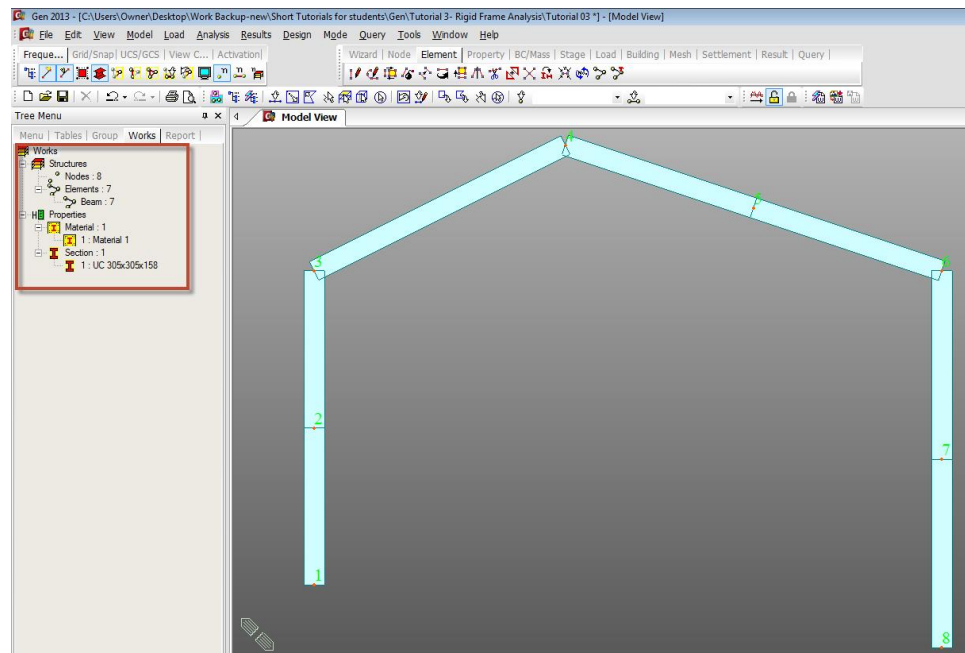 Gen 2013 - [C:\Users\Owner\Desktop\Work Backup-new\Short Tutorials for students\Gen\Tutorial 3- Rigid Frame Analysis\Tutorial 03 *] - [Model View]
File Edit View Model Load Analysis Results Design Mode Query Tools Window Help
Freque... | Grid/Snap | UCS/GCS | View C... | Activation | Wizard | Node | Element | Property | BC/Mass | Stage | Load | Building | Mesh | Settlement | Result | Query |
Tree Menu
Model View
Menu | Tables | Group | Works | Report |
Works
Structures
Nodes : 8
Elements : 7
Beam : 7
Properties
Material : 1
1 : Material 1
Section : 1
1 : UC 305x305x158
4
5
3
6
2
7
1
8